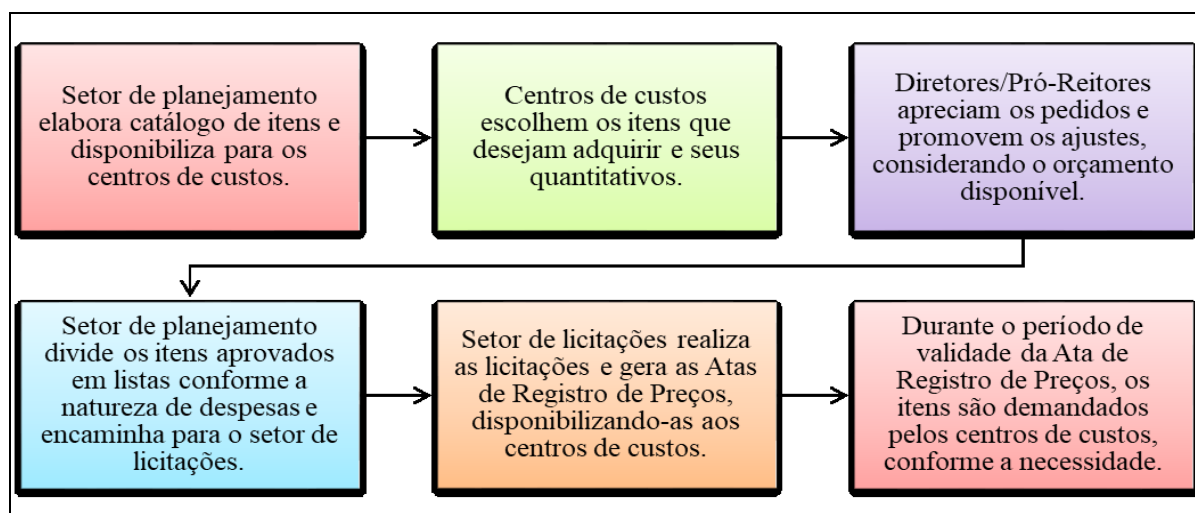 Setor de planejamento
elabora catálogo de itens e
disponibiliza para os
centros de custos.
Centros de custos
escolhem os itens que
desejam adquirir e seus
quantitativos.
Diretores/Pró-Reitores
apreciam os pedidos e
promovem os ajustes,
considerando o orçamento
disponível.
Setor de planejamento
divide os itens aprovados
em listas conforme a
natureza de despesas e
encaminha para o setor de
licitações.
Setor de licitações realiza
as licitações e gera as Atas
de Registro de Preços,
disponibilizando-as aos
centros de custos.
Durante o período de
validade da Ata de
Registro de Preços, os
itens são demandados
pelos centros de custos,
conforme a necessidade.